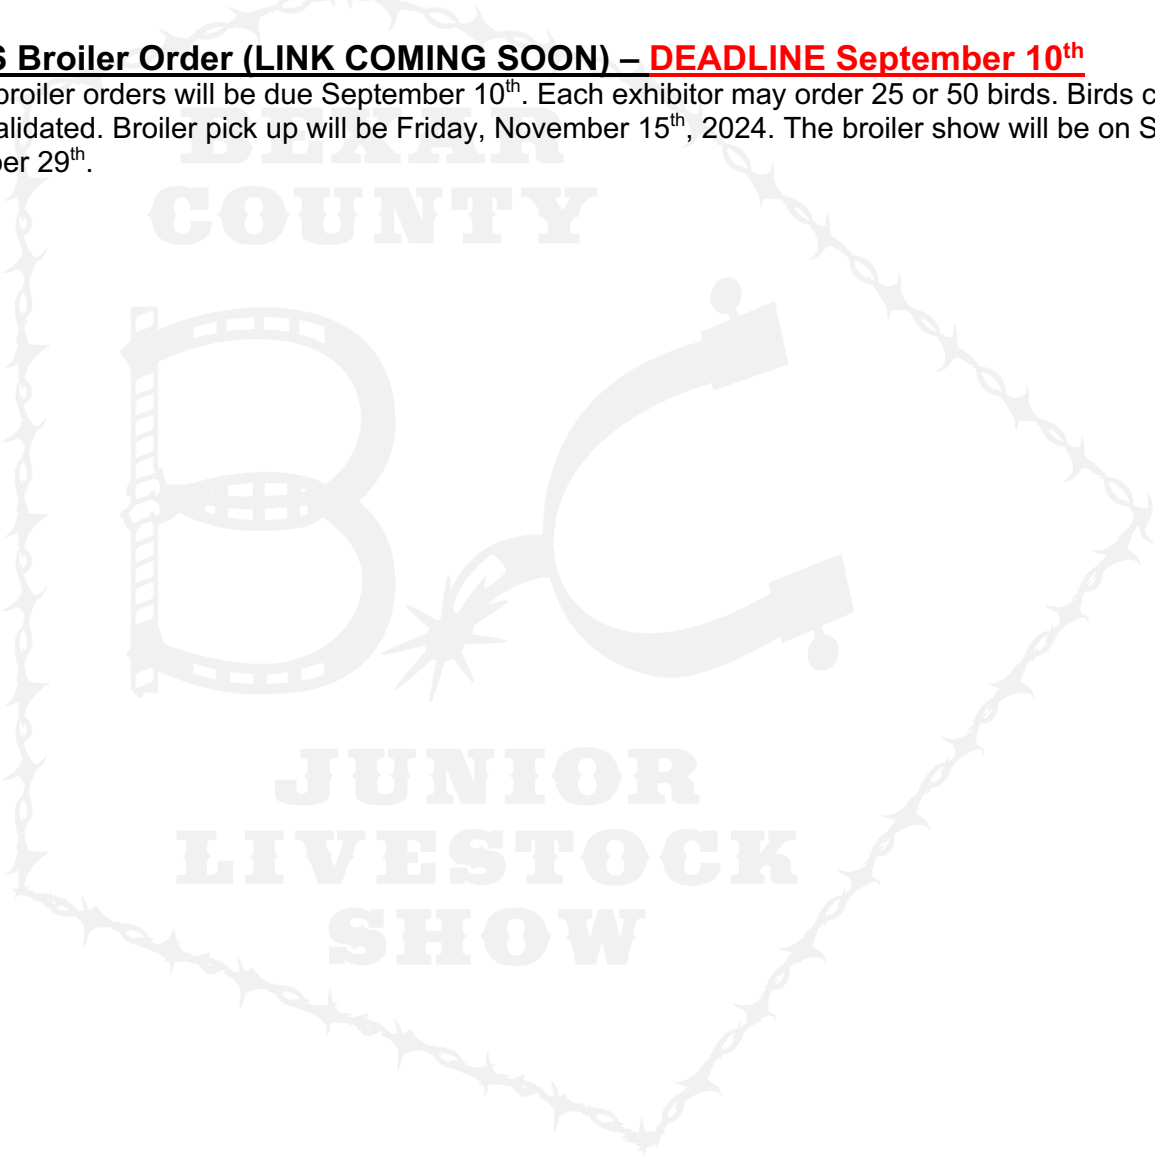 S Broiler Order (LINK COMING SOON) – DEADLINE September 10th
broiler orders will be due September 10th. Each exhibitor may order 25 or 50 birds. Birds c
alidated. Broiler pick up will be Friday, November 15th, 2024. The broiler show will be on S
ber 29th.
BEXAR
COUNTY
B C
JUNIOR
LIVESTOCK
SHOW